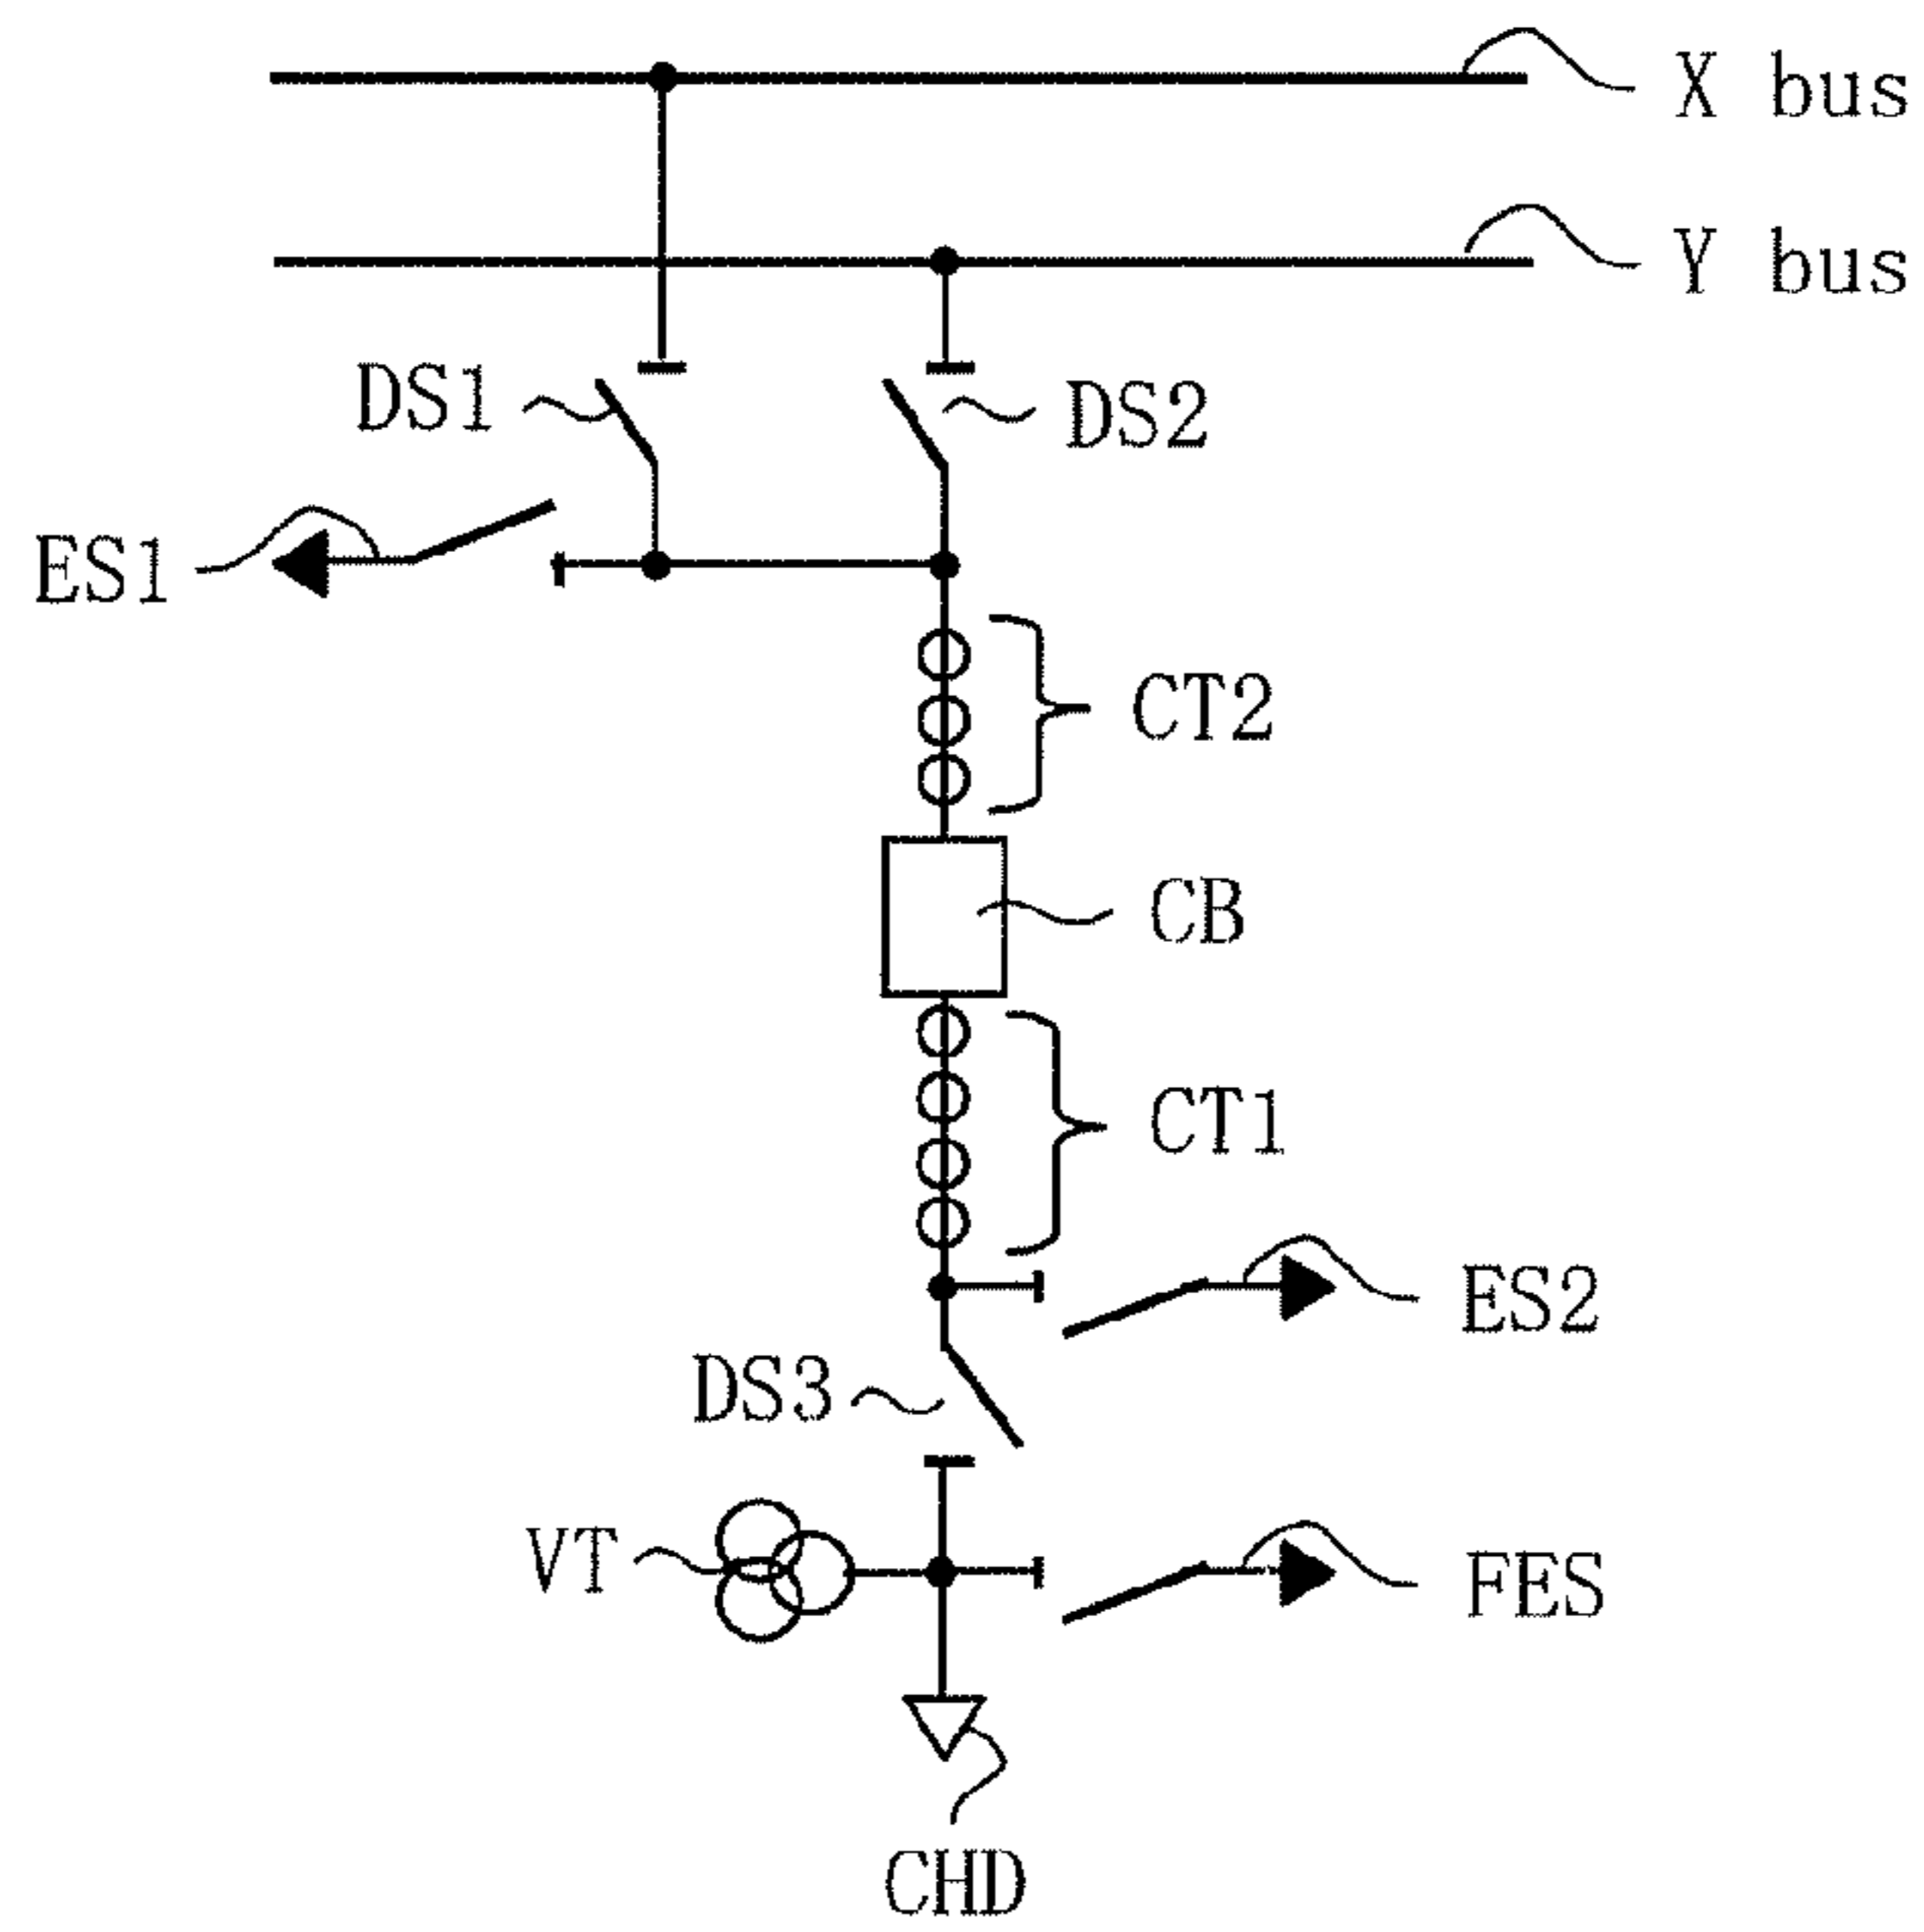 X bus
Y bus
DS1
DS2
ES1
CT2
CB
CT1
ES2
DS3
VT
FES
CHD